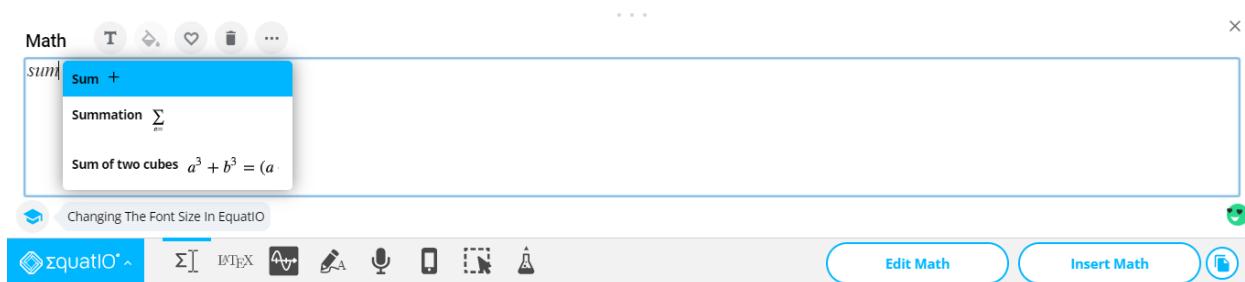 Math T
sum
Sum +
Summation ∑ n=
Sum of two cubes a³ + b³ = (a
Changing The Font Size In EquatIO
ΣquatIO Σ LATEX A Edit Math Insert Math